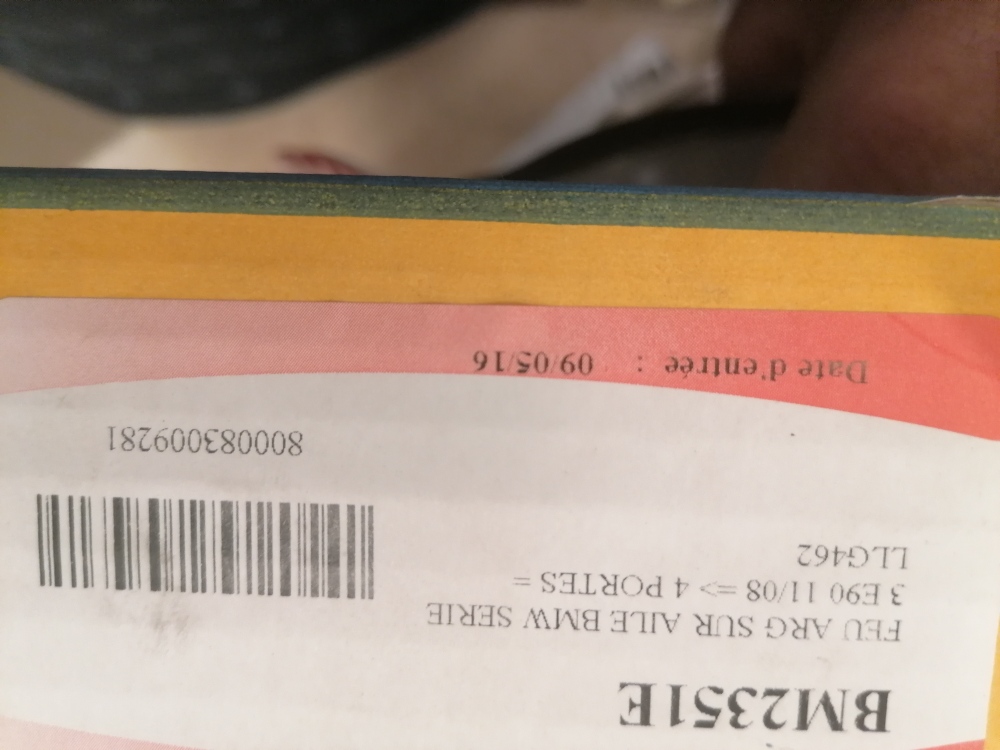 BM2351E
FEU ARG SUR AILE BMW SERIE
3 E90 11/08 => 4 PORTES =
LLG462
800083009281
Date d'entrée : 09/05/16